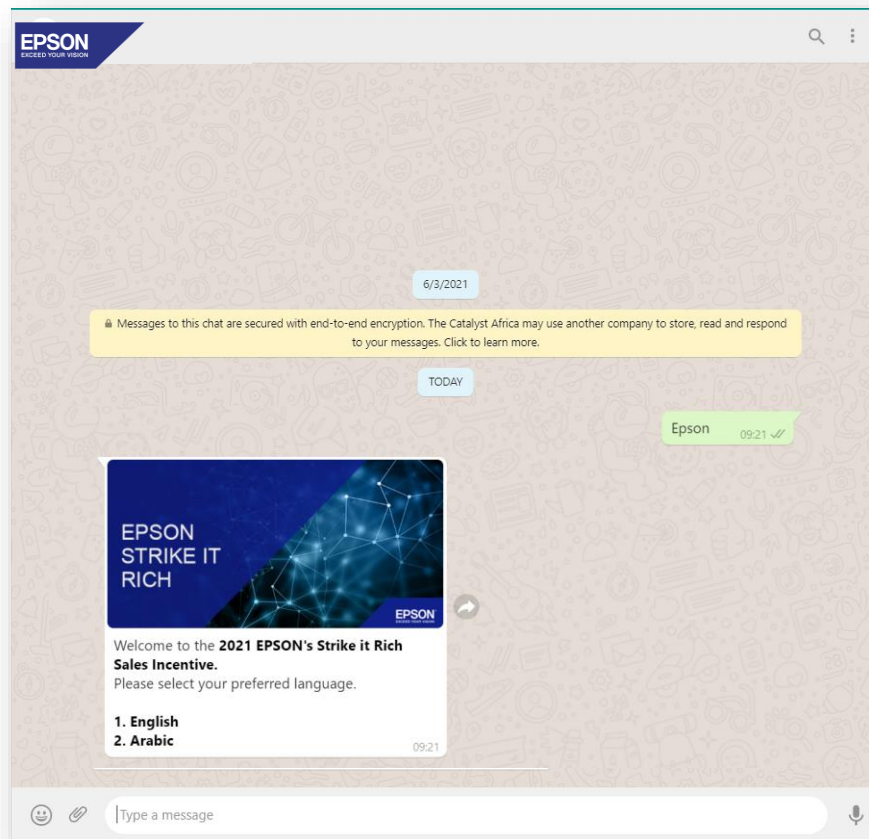 EPSON
EXCEED YOUR VISION
6/3/2021
Messages to this chat are secured with end-to-end encryption. The Catalyst Africa may use another company to store, read and respond
to your messages. Click to learn more.
TODAY
Epson
09:21
EPSON
STRIKE IT
RICH
EPSON
EXCEED YOUR VISION
Welcome to the 2021 EPSON's Strike it Rich
Sales Incentive.
Please select your preferred language.
1. English
2. Arabic
09:21
Type a message